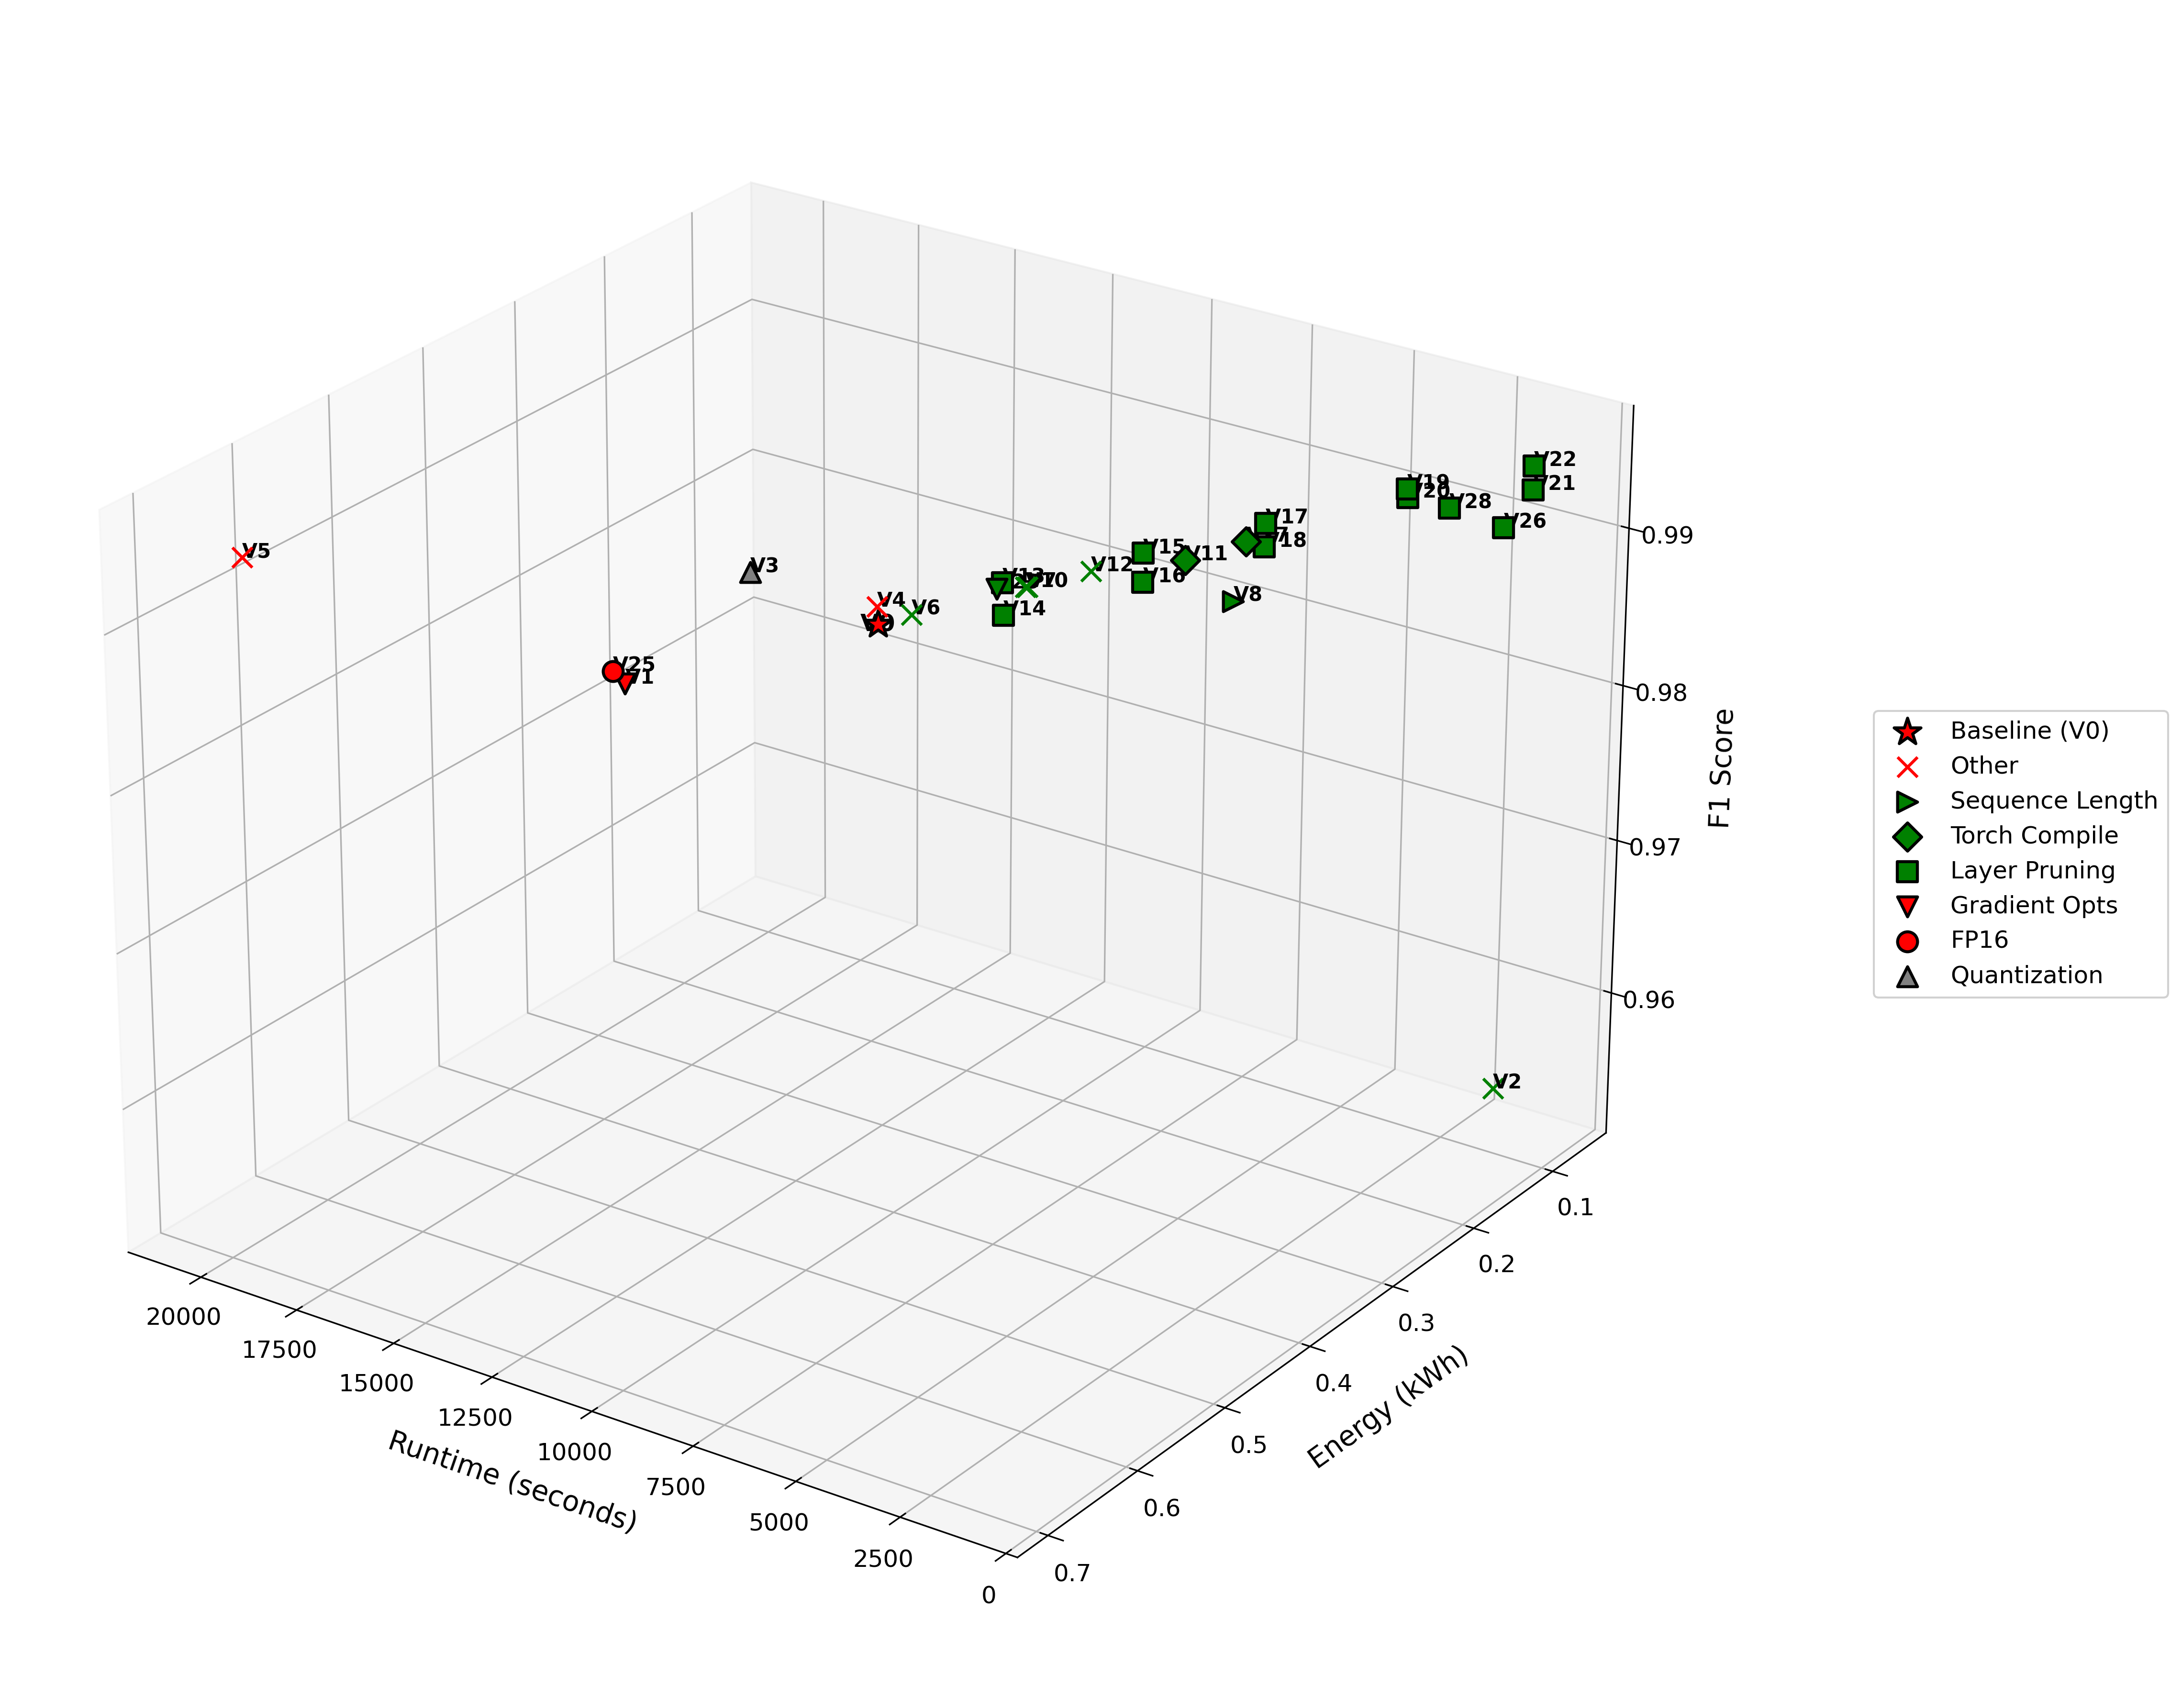 V22
V21
V19
V20
V28
V26
V17
V18
V5
V15
V11
V3
V12
V16
V13
V10
V8
V4
V6
V14
V25
V1
V2
0.99
0.98
0.97
0.96
F1 Score
0.1
0.2
0.3
0.4
0.5
0.6
0.7
Energy (kWh)
20000
17500
15000
12500
10000
7500
5000
2500
0
Runtime (seconds)
Baseline (V0)
Other
Sequence Length
Torch Compile
Layer Pruning
Gradient Opts
FP16
Quantization